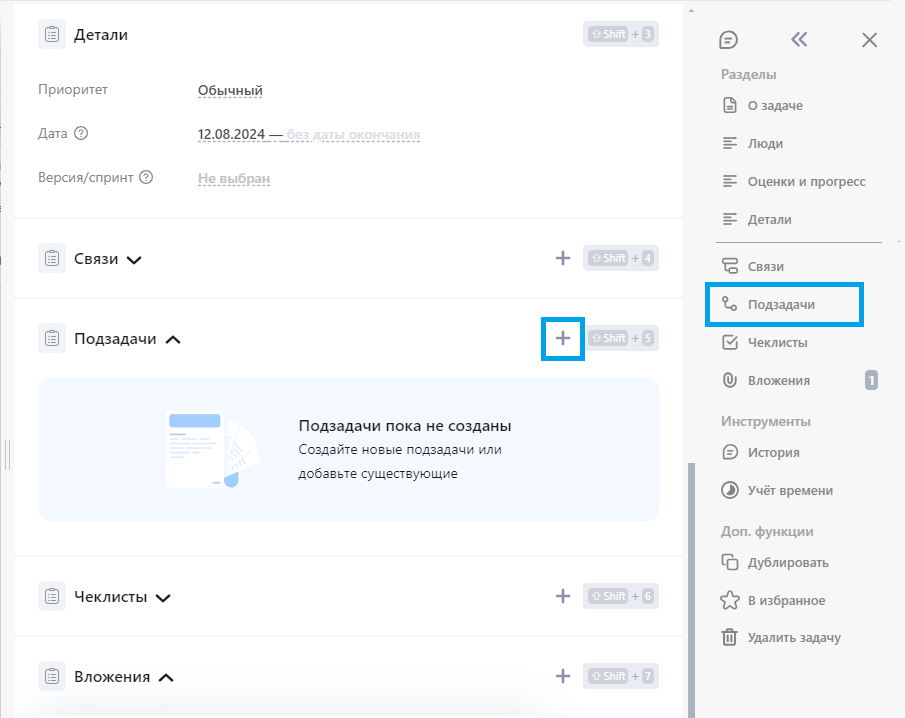 Детали
Shift + 3
Приоритет
Обычный
Дата
12.08.2024 — без даты окончания
Версия/спринт
Не выбран
Связи
Shift + 4
Подзадачи
Shift + 5
Подзадачи пока не созданы
Создайте новые подзадачи или
добавьте существующие
Чеклисты
Shift + 6
Вложения
Shift + 7
Разделы
О задаче
Люди
Оценки и прогресс
Детали
Связи
Подзадачи
Чеклисты
Вложения 1
Инструменты
История
Учёт времени
Доп. функции
Дублировать
В избранное
Удалить задачу